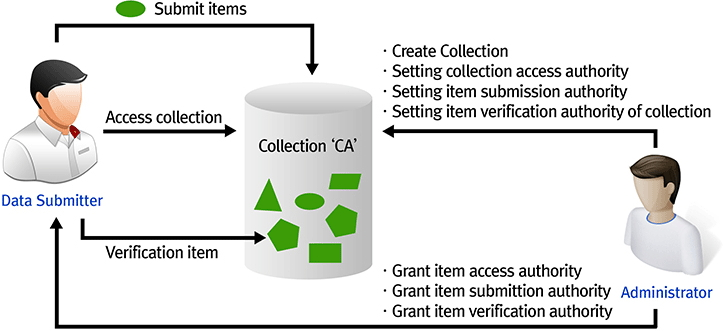 Submit items
· Create Collection
· Setting collection access authority
· Setting item submission authority
· Setting item verification authority of collection
Access collection
Collection ‘CA’
Data Submitter
Verification item
· Grant item access authority
· Grant item submittion authority
· Grant item verification authority
Administrator